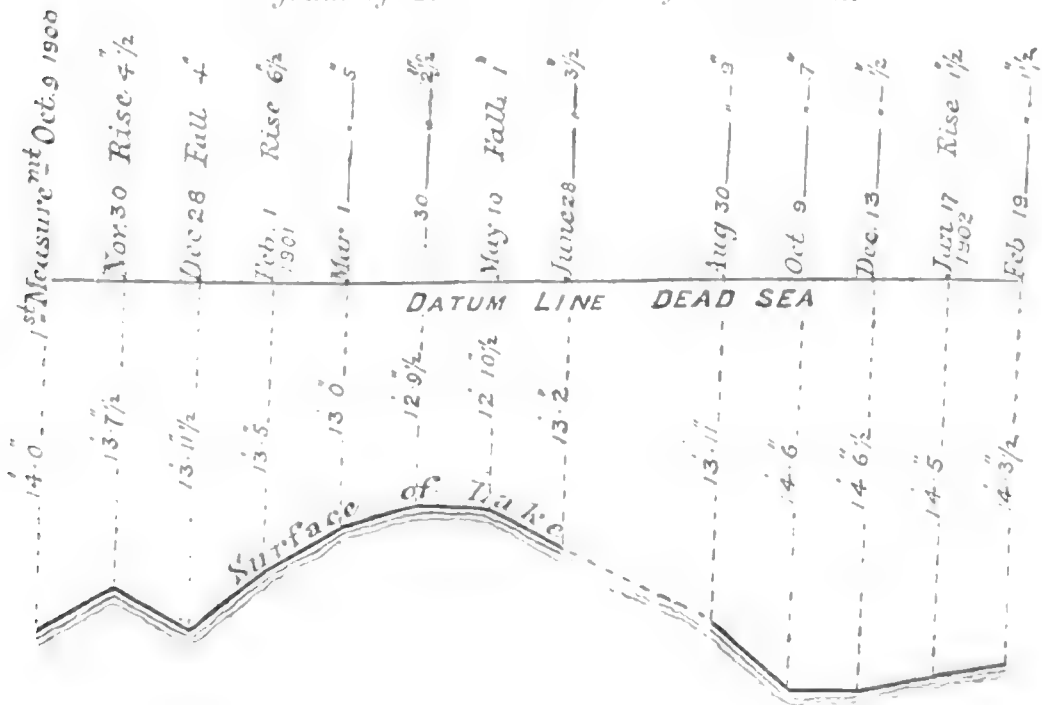 1st Measuremt Oct. 9 1900
Nov. 30 Rise 4½"
Dec 28 Fall 4"
Feb. 1 Rise 6½"
1901
Mar 1 — " — 5"
— 30 — " — 2½"
May 10 Fall 1"
June 28 — " — 3½"
Aug 30 — " — 9"
Oct 9 — " — 7"
Dec. 13 — " — ½"
Jan 17 Rise 1½"
1902
Feb 19 — " — 1½"
DATUM LINE DEAD SEA
14'.0"
13'.7½"
13'.11½"
13'.5"
13'.0"
12'.9½"
12'.10½"
13'.2"
13'.11"
14'.6"
14'.6½"
14'.5"
14'.3½"
Surface of Lake